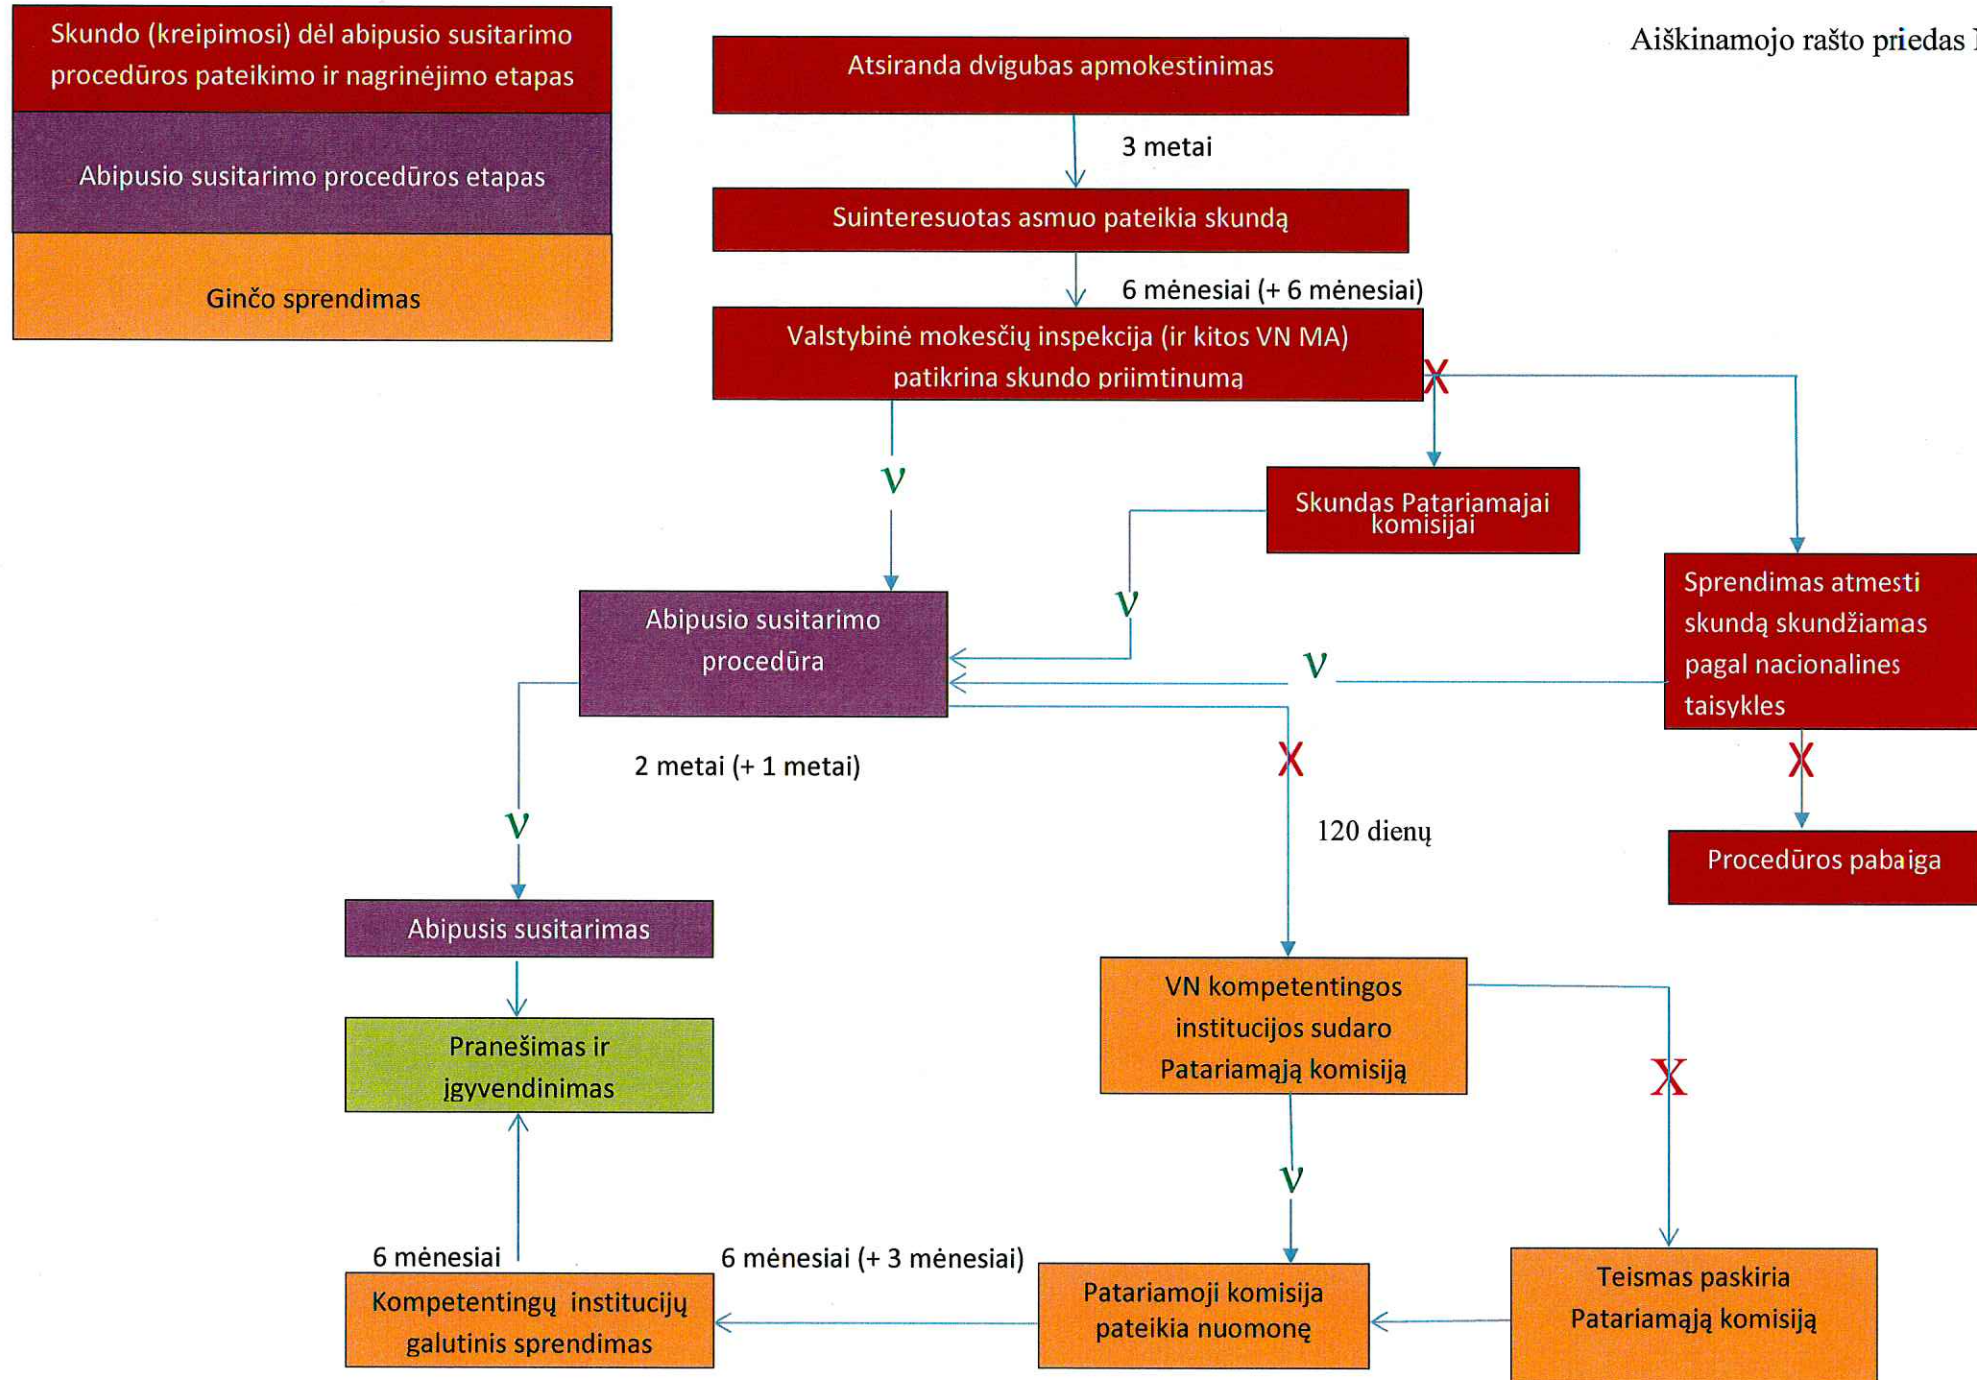 Skundo (kreipimosi) dėl abipusio susitarimo
procedūros pateikimo ir nagrinėjimo etapas
Abipusio susitarimo procedūros etapas
Ginčo sprendimas
Aiškinamojo rašto priedas
Atsiranda dvigubas apmokestinimas
3 metai
Suinteresuotas asmuo pateikia skundą
6 mėnesiai (+ 6 mėnesiai)
Valstybinė mokesčių inspekcija (ir kitos VN MA)
patikrina skundo priimtinumą
X
v
Skundas Patariamajai
komisijai
Sprendimas atmesti
skundą skundžiamas
pagal nacionalines
taisykles
v
Abipusio susitarimo
procedūra
v
X
X
2 metai (+ 1 metai)
v
120 dienų
Procedūros pabaiga
Abipusis susitarimas
VN kompetentingos
institucijos sudaro
Patariamąją komisiją
Pranešimas ir
įgyvendinimas
X
v
6 mėnesiai
6 mėnesiai (+ 3 mėnesiai)
Kompetentingų institucijų
galutinis sprendimas
Patariamoji komisija
pateikia nuomonę
Teismas paskiria
Patariamąją komisiją